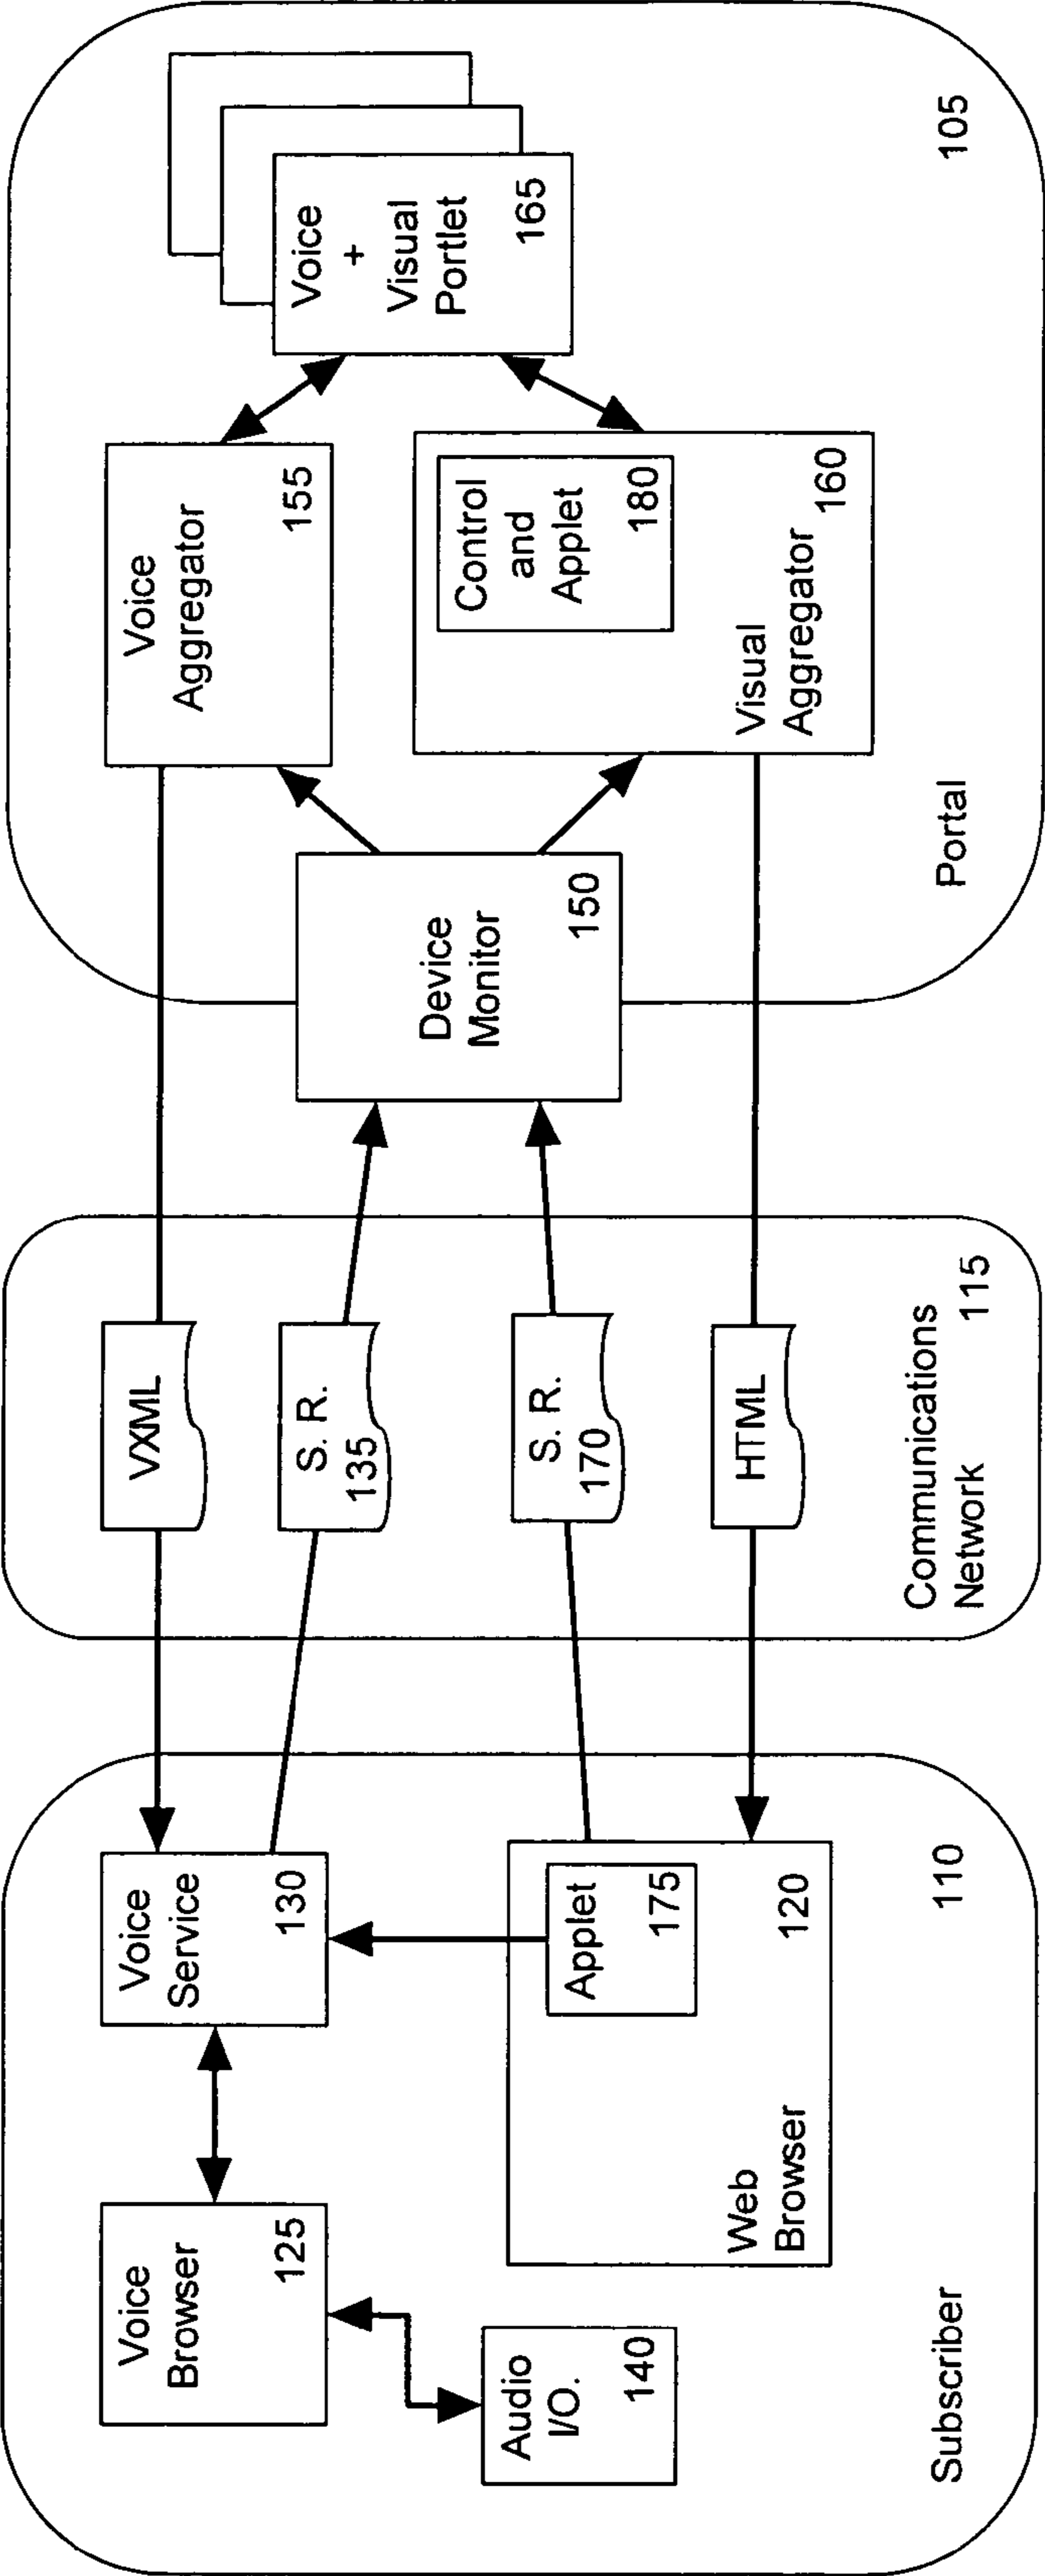 Voice
Browser
125
Audio
I/O.
140
Voice
Service
130
Applet
175
120
Web
Browser
Subscriber
110
VXML
S. R.
135
S. R.
170
HTML
Communications
Network
115
Device
Monitor
150
Voice
Aggregator
155
Control
and
Applet
180
Visual
Aggregator
160
Voice
+
Visual
Portlet
165
Portal
105